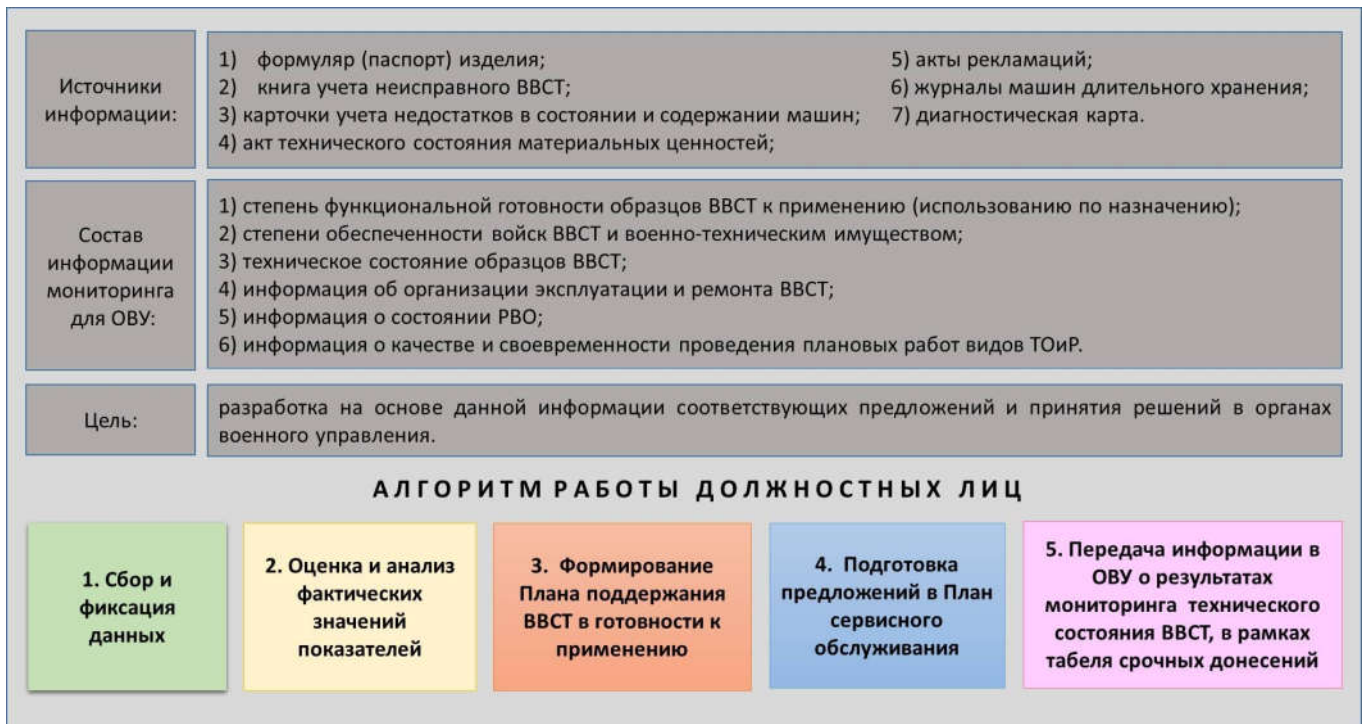 Источники
информации:
1) формуляр (паспорт) изделия;
2) книга учета неисправного ВВСТ;
3) карточки учета недостатков в состоянии и содержании машин;
4) акт технического состояния материальных ценностей;
5) акты рекламаций;
6) журналы машин длительного хранения;
7) диагностическая карта.
Состав
информации
мониторинга
для ОВУ:
1) степень функциональной готовности образцов ВВСТ к применению (использованию по назначению);
2) степени обеспеченности войск ВВСТ и военно-техническим имуществом;
3) техническое состояние образцов ВВСТ;
4) информация об организации эксплуатации и ремонта ВВСТ;
5) информация о состоянии РВО;
6) информация о качестве и своевременности проведения плановых работ видов ТОиР.
Цель:
разработка на основе данной информации соответствующих предложений и принятия решений в органах
военного управления.
АЛГОРИТМ РАБОТЫ ДОЛЖНОСТНЫХ ЛИЦ
1. Сбор и
фиксация
данных
2. Оценка и анализ
фактических
значений
показателей
3. Формирование
Плана поддержания
ВВСТ в готовности к
применению
4. Подготовка
предложений в План
сервисного
обслуживания
5. Передача информации в
ОВУ о результатах
мониторинга технического
состояния ВВСТ, в рамках
табеля срочных донесений